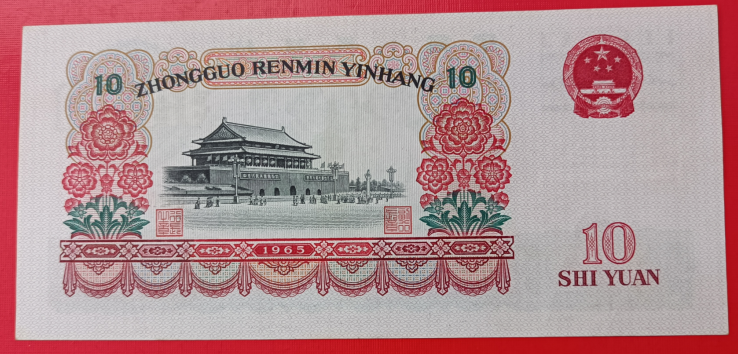 10 ZHONGGUO RENMIN YINHANG 10
1965
10
SHI YUAN